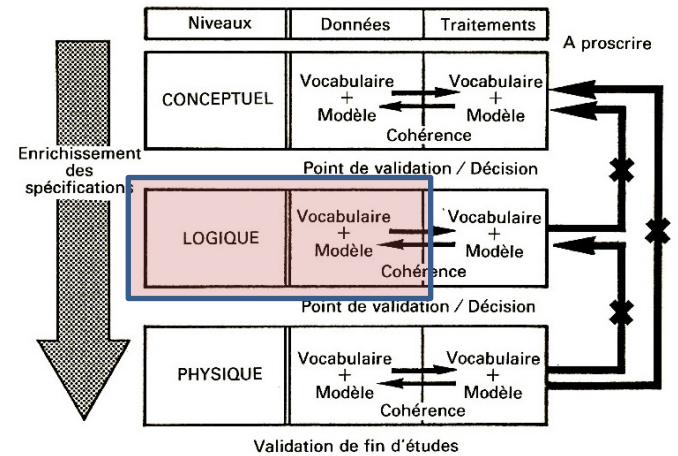 Niveaux Données Traitements
A proscrire
CONCEPTUEL
Vocabulaire + Modèle
Vocabulaire + Modèle
Cohérence
Enrichissement
des
spécifications
Point de validation / Décision
LOGIQUE
Vocabulaire + Modèle
Vocabulaire + Modèle
Cohérence
Point de validation / Décision
PHYSIQUE
Vocabulaire + Modèle
Vocabulaire + Modèle
Cohérence
Validation de fin d'études